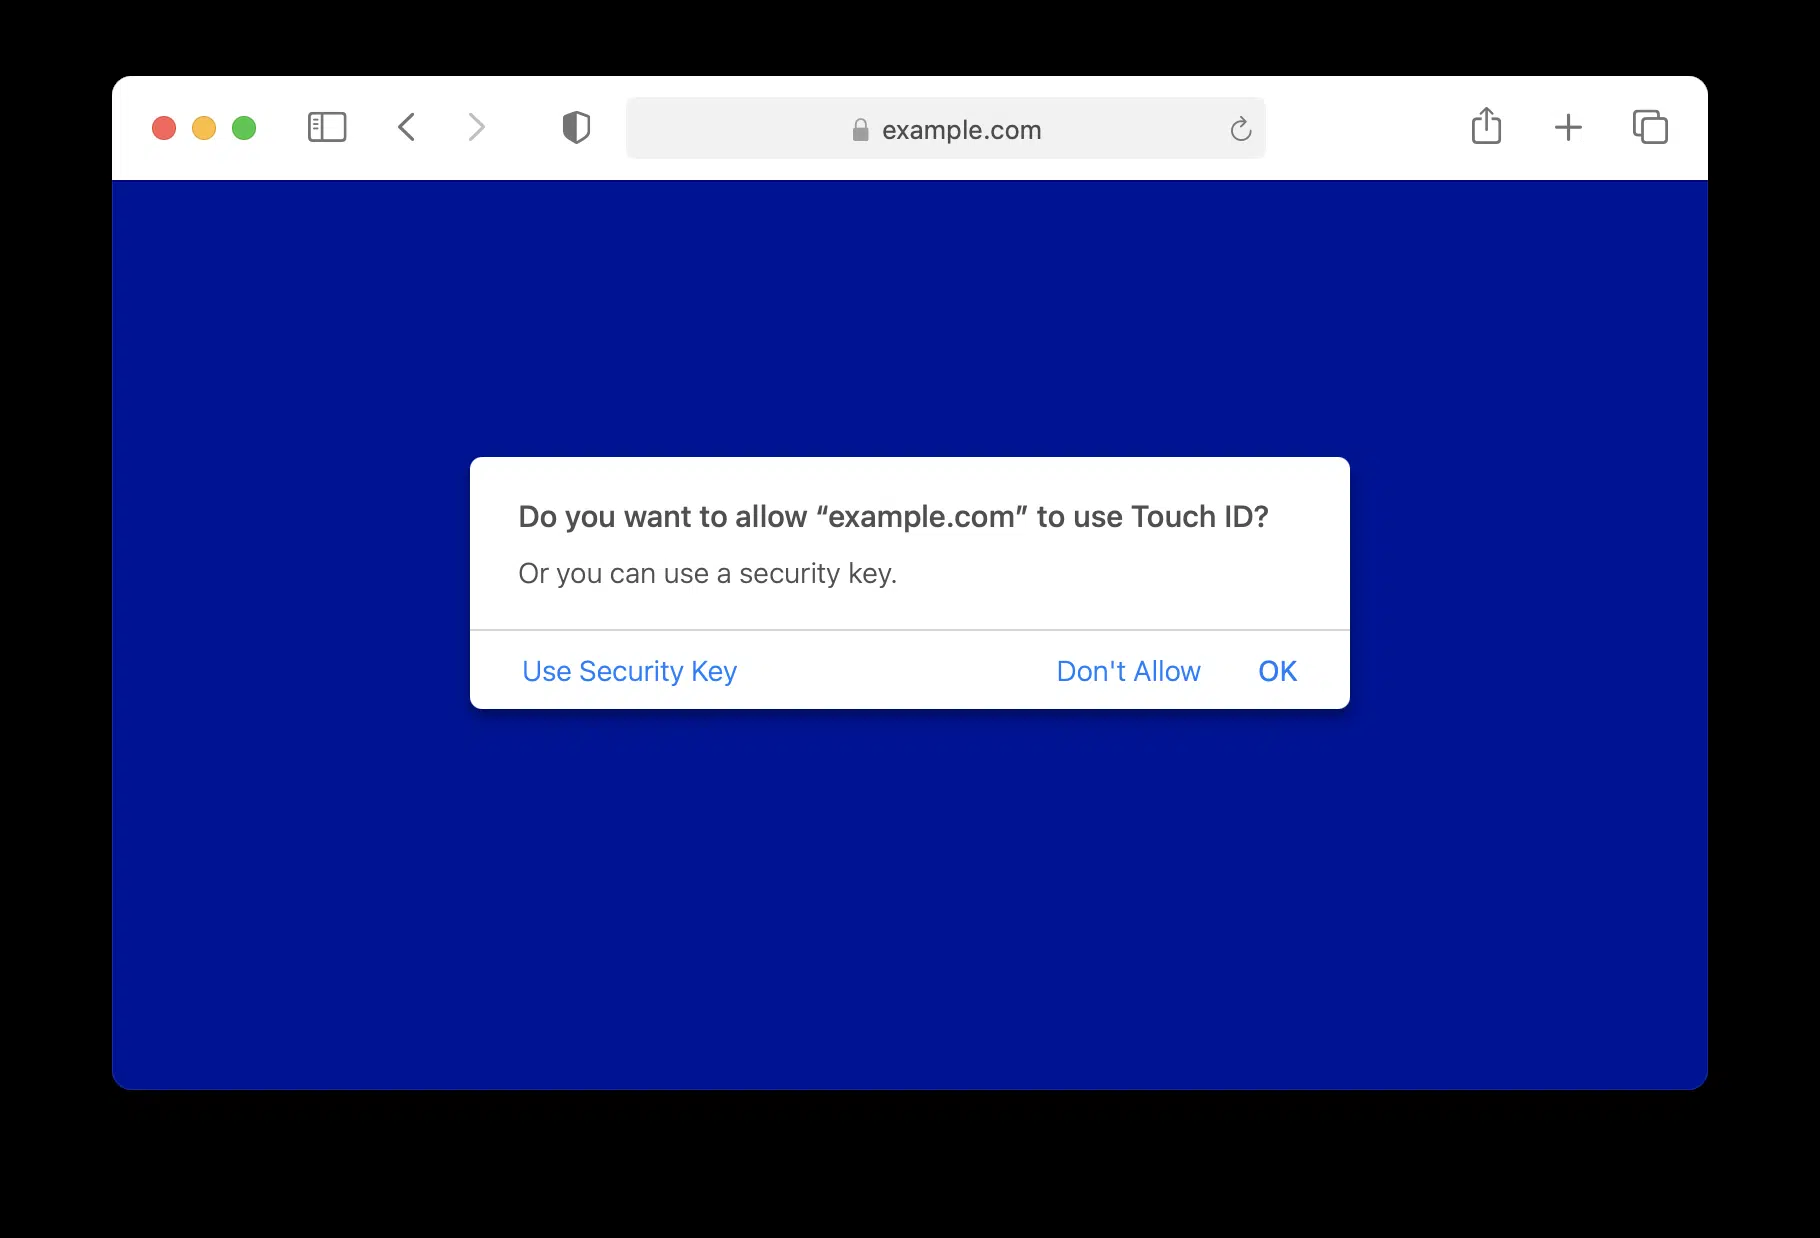 example.com
Do you want to allow “example.com” to use Touch ID?
Or you can use a security key.
Use Security Key Don't Allow OK